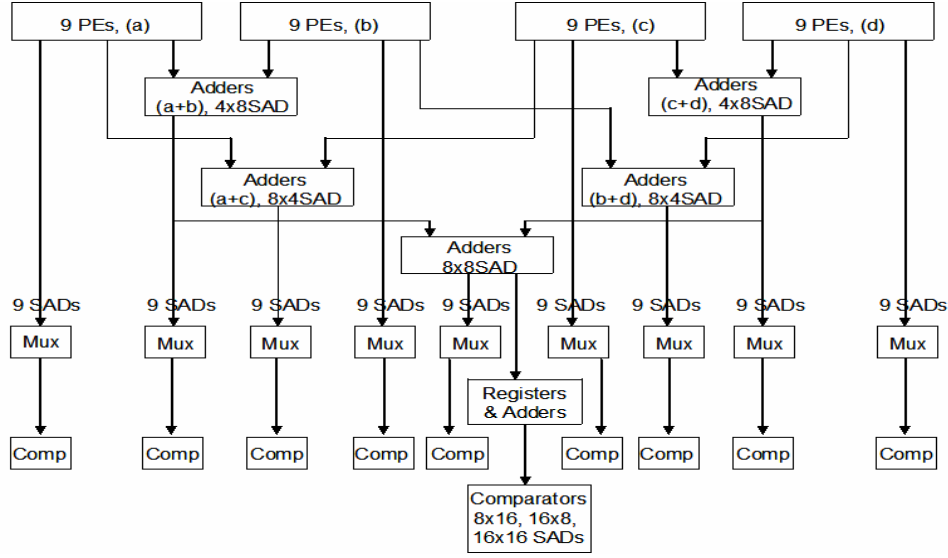 9 PEs, (a)
9 PEs, (b)
9 PEs, (c)
9 PEs, (d)
Adders
(a+b), 4x8SAD
Adders
(c+d), 4x8SAD
Adders
(a+c), 8x4SAD
Adders
(b+d), 8x4SAD
Adders
8x8SAD
9 SADs
9 SADs
9 SADs
9 SADs
9 SADs
9 SADs
9 SADs
9 SADs
9 SADs
Mux
Mux
Mux
Mux
Mux
Mux
Mux
Mux
Mux
Registers
& Adders
Comp
Comp
Comp
Comp
Comp
Comp
Comp
Comp
Comp
Comparators
8x16, 16x8,
16x16 SADs